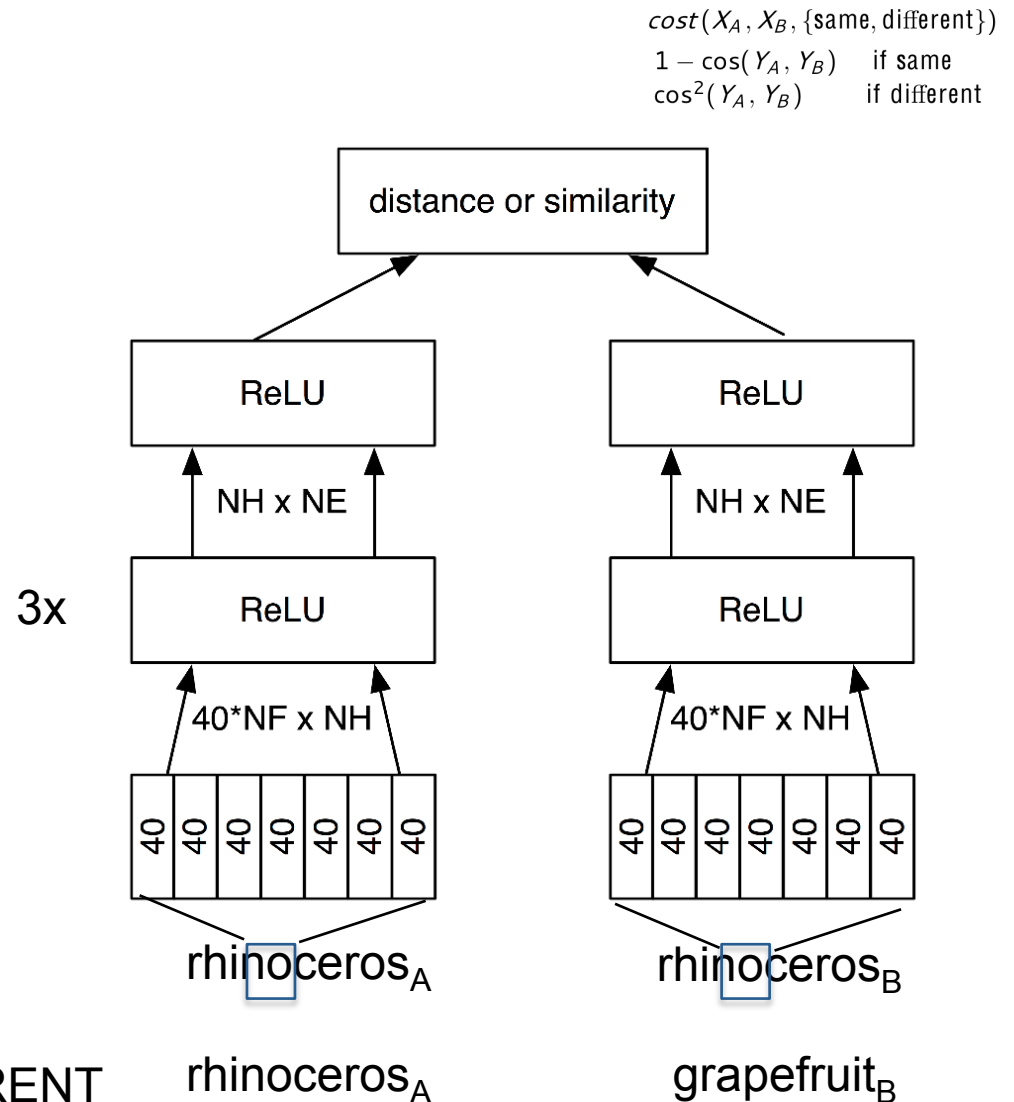 cost(X_A, X_B, {same, different})
1 − cos(Y_A, Y_B) if same
cos²(Y_A, Y_B) if different
distance or similarity
ReLU ReLU
NH x NE NH x NE
3x ReLU ReLU
40*NF x NH 40*NF x NH
40 40 40 40 40 40 40 40 40 40 40 40 40 40
rhinoceros_A rhinoceros_B
RENT rhinoceros_A grapefruit_B